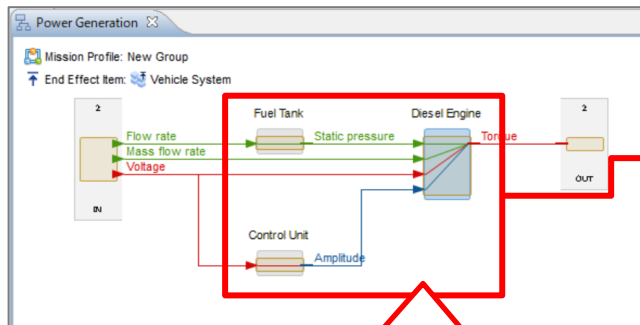 Power Generation
Mission Profile: New Group
End Effect Item: Vehicle System
2
Fuel Tank
Diesel Engine
2
Flow rate
Static pressure
Torque
Mass flow rate
Voltage
IN
OUT
Control Unit
Amplitude